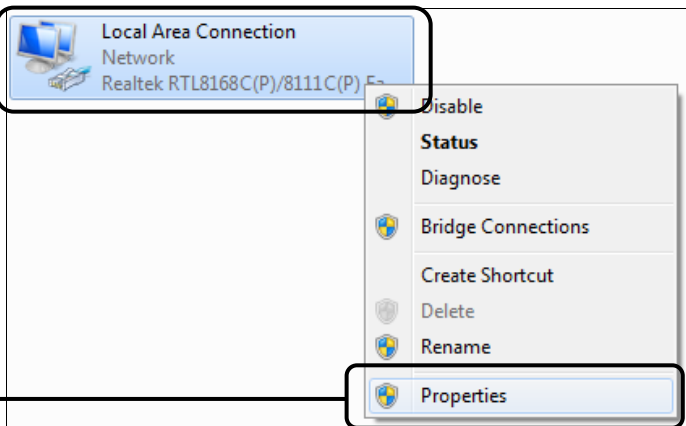 Local Area Connection
Network
Realtek RTL8168C(P)/8111C(P)
Disable
Status
Diagnose
Bridge Connections
Create Shortcut
Delete
Rename
Properties